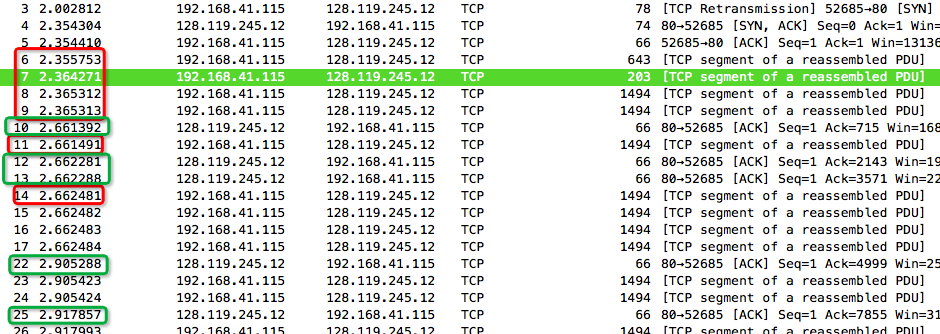 3 2.002812 192.168.41.115 128.119.245.12 TCP 78 [TCP Retransmission] 52685→80 [SYN]
4 2.354304 128.119.245.12 192.168.41.115 TCP 74 80→52685 [SYN, ACK] Seq=0 Ack=1 Win=
5 2.354410 192.168.41.115 128.119.245.12 TCP 66 52685→80 [ACK] Seq=1 Ack=1 Win=13136
6 2.355753 192.168.41.115 128.119.245.12 TCP 643 [TCP segment of a reassembled PDU]
7 2.364271 192.168.41.115 128.119.245.12 TCP 203 [TCP segment of a reassembled PDU]
8 2.365312 192.168.41.115 128.119.245.12 TCP 1494 [TCP segment of a reassembled PDU]
9 2.365313 192.168.41.115 128.119.245.12 TCP 1494 [TCP segment of a reassembled PDU]
10 2.661392 128.119.245.12 192.168.41.115 TCP 66 80→52685 [ACK] Seq=1 Ack=715 Win=168
11 2.661491 192.168.41.115 128.119.245.12 TCP 1494 [TCP segment of a reassembled PDU]
12 2.662281 128.119.245.12 192.168.41.115 TCP 66 80→52685 [ACK] Seq=1 Ack=2143 Win=19
13 2.662288 128.119.245.12 192.168.41.115 TCP 66 80→52685 [ACK] Seq=1 Ack=3571 Win=22
14 2.662481 192.168.41.115 128.119.245.12 TCP 1494 [TCP segment of a reassembled PDU]
15 2.662482 192.168.41.115 128.119.245.12 TCP 1494 [TCP segment of a reassembled PDU]
16 2.662483 192.168.41.115 128.119.245.12 TCP 1494 [TCP segment of a reassembled PDU]
17 2.662484 192.168.41.115 128.119.245.12 TCP 1494 [TCP segment of a reassembled PDU]
22 2.905288 128.119.245.12 192.168.41.115 TCP 66 80→52685 [ACK] Seq=1 Ack=4999 Win=25
23 2.905423 192.168.41.115 128.119.245.12 TCP 1494 [TCP segment of a reassembled PDU]
24 2.905424 192.168.41.115 128.119.245.12 TCP 1494 [TCP segment of a reassembled PDU]
25 2.917857 128.119.245.12 192.168.41.115 TCP 66 80→52685 [ACK] Seq=1 Ack=7855 Win=31
26 2.917993 192.168.41.115 128.119.245.12 TCP 1494 [TCP segment of a reassembled PDU]